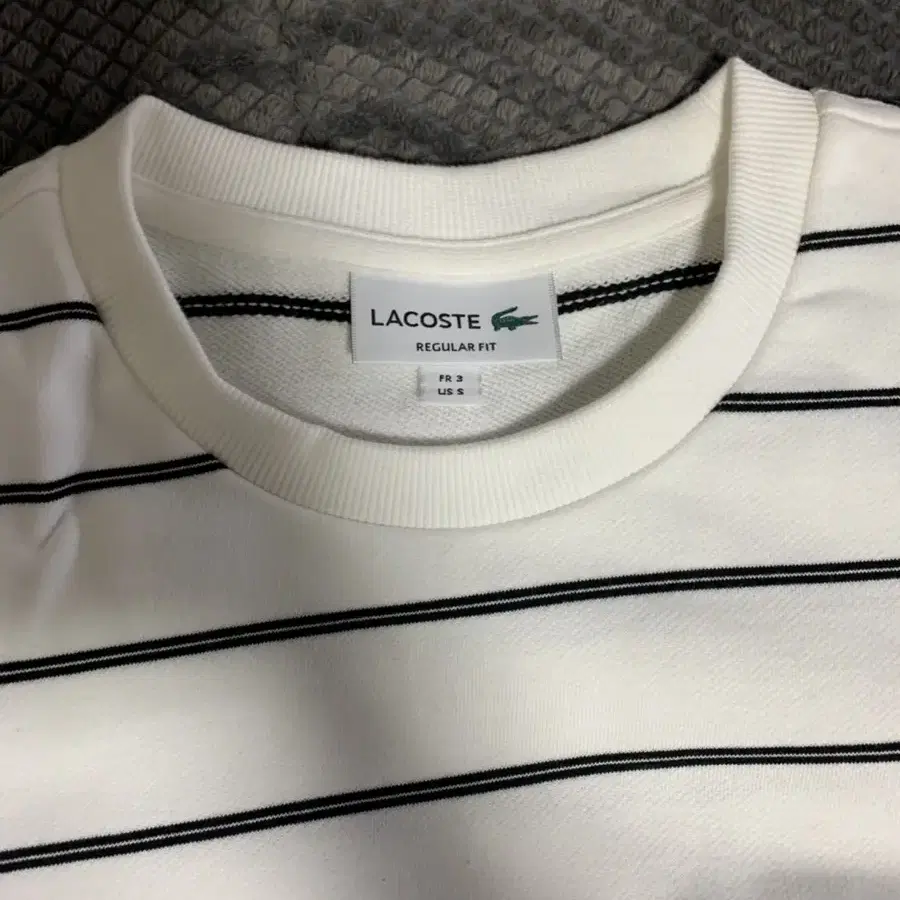 LACOSTE
REGULAR FIT
FR 3
US S